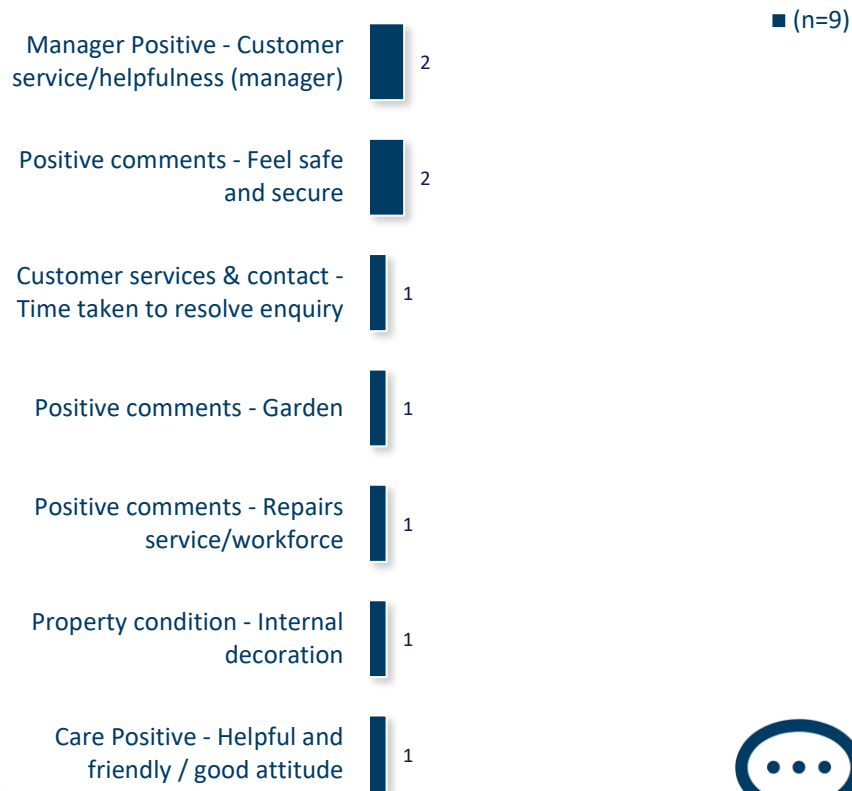 ■ (n=9)
Manager Positive - Customer
service/helpfulness (manager)
2
Positive comments - Feel safe
and secure
2
Customer services & contact -
Time taken to resolve enquiry
1
Positive comments - Garden
1
Positive comments - Repairs
service/workforce
1
Property condition - Internal
decoration
1
Care Positive - Helpful and
friendly / good attitude
1